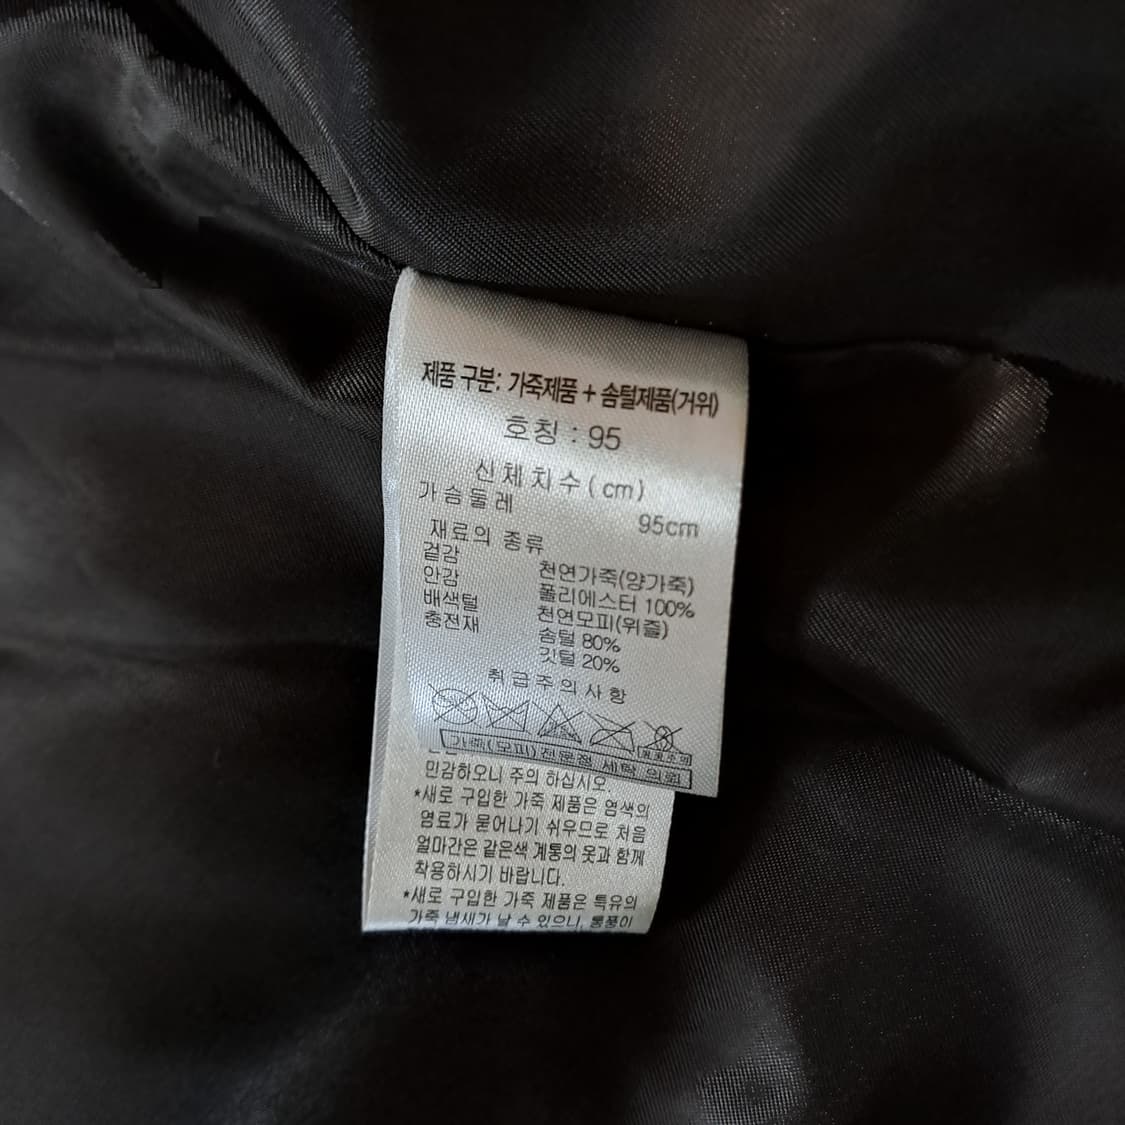 제품 구분: 가죽제품 + 솜털제품(거위)
호칭 : 95
신체치수(cm)
가슴둘레 95cm
재료의 종류
겉감 천연가죽(양가죽)
안감 폴리에스터 100%
배색털 천연모피(위즐)
충전재 솜털 80%
깃털 20%
취급주의사항
가죽(모피)전문점 세탁 의뢰
민감하오니 주의 하십시오.
*새로 구입한 가죽 제품은 염색의
염료가 묻어나기 쉬우므로 처음
얼마간은 같은색 계통의 옷과 함께
착용하시기 바랍니다.
*새로 구입한 가죽 제품은 특유의
가죽 냄새가 날 수 있으니, 통풍이